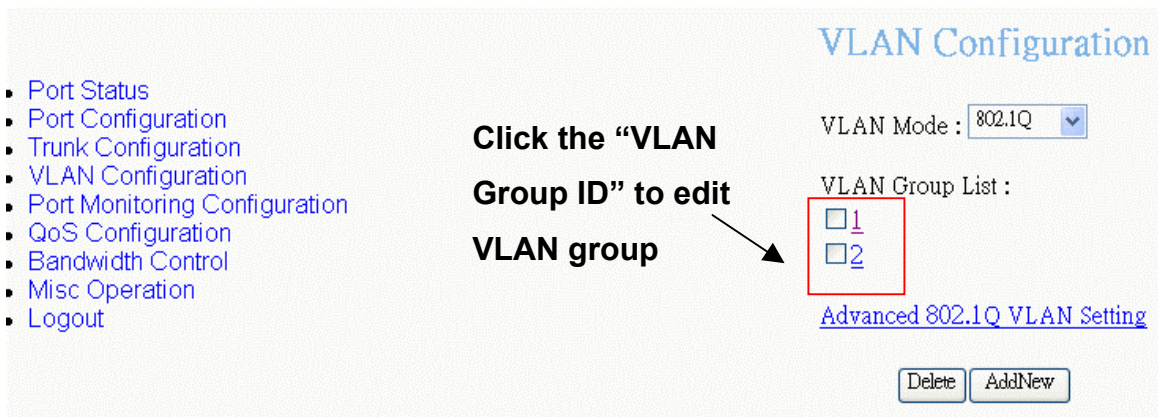 VLAN Configuration
Port Status
Port Configuration
Trunk Configuration
VLAN Configuration
Port Monitoring Configuration
QoS Configuration
Bandwidth Control
Misc Operation
Logout
Click the “VLAN
Group ID” to edit
VLAN group
VLAN Mode : 802.1Q
VLAN Group List :
1
2
Advanced 802.1Q VLAN Setting
Delete AddNew